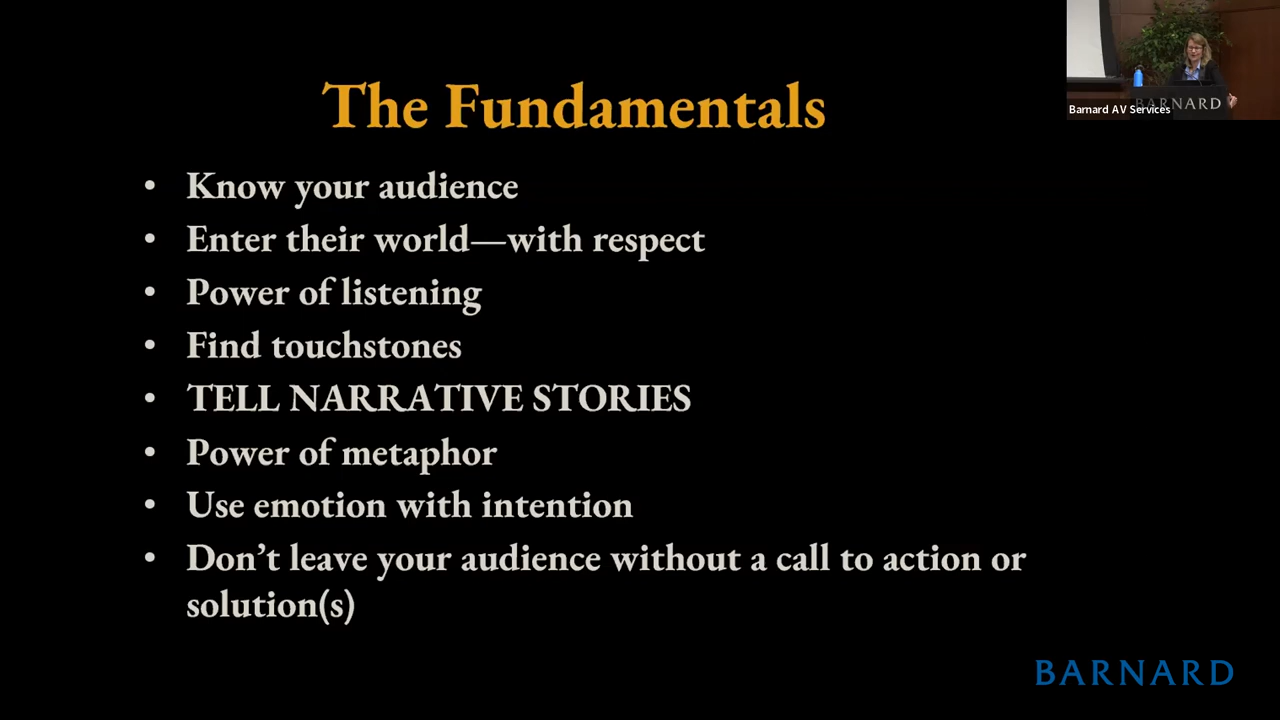 The Fundamentals
• Know your audience
• Enter their world—with respect
• Power of listening
• Find touchstones
• TELL NARRATIVE STORIES
• Power of metaphor
• Use emotion with intention
• Don’t leave your audience without a call to action or
solution(s)
Barnard AV Services
BARNARD
BARNARD